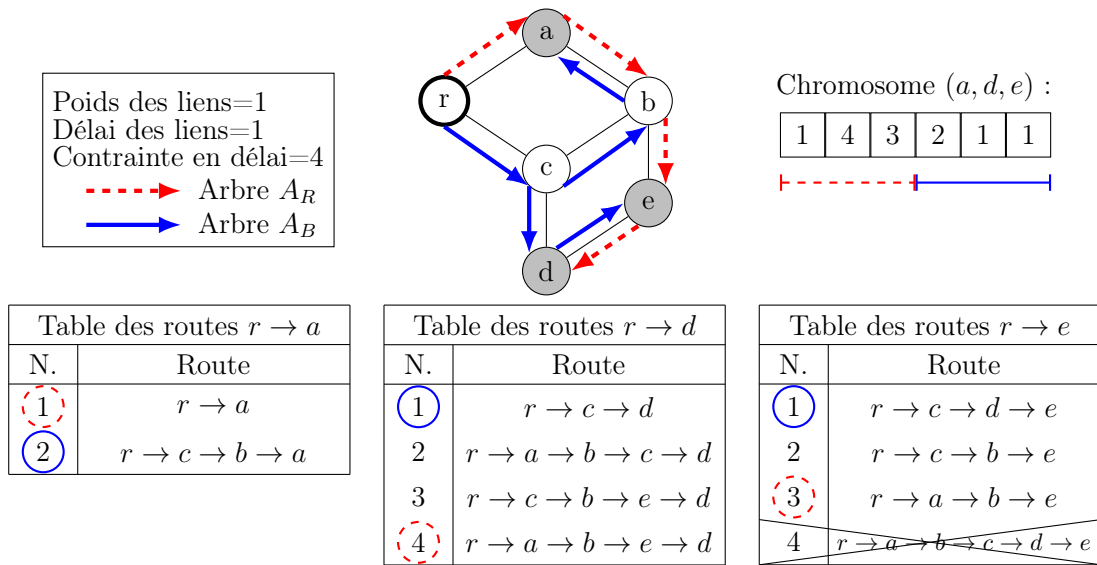 Poids des liens=1
Délai des liens=1
Contrainte en délai=4
Arbre A_R
Arbre A_B
a
r
b
c
e
d
Chromosome (a, d, e) :
1 4 3 2 1 1
Table des routes r → a
N. Route
1 r → a
2 r → c → b → a
Table des routes r → d
N. Route
1 r → c → d
2 r → a → b → c → d
3 r → c → b → e → d
4 r → a → b → e → d
Table des routes r → e
N. Route
1 r → c → d → e
2 r → c → b → e
3 r → a → b → e
4 r → a → b → c → d → e